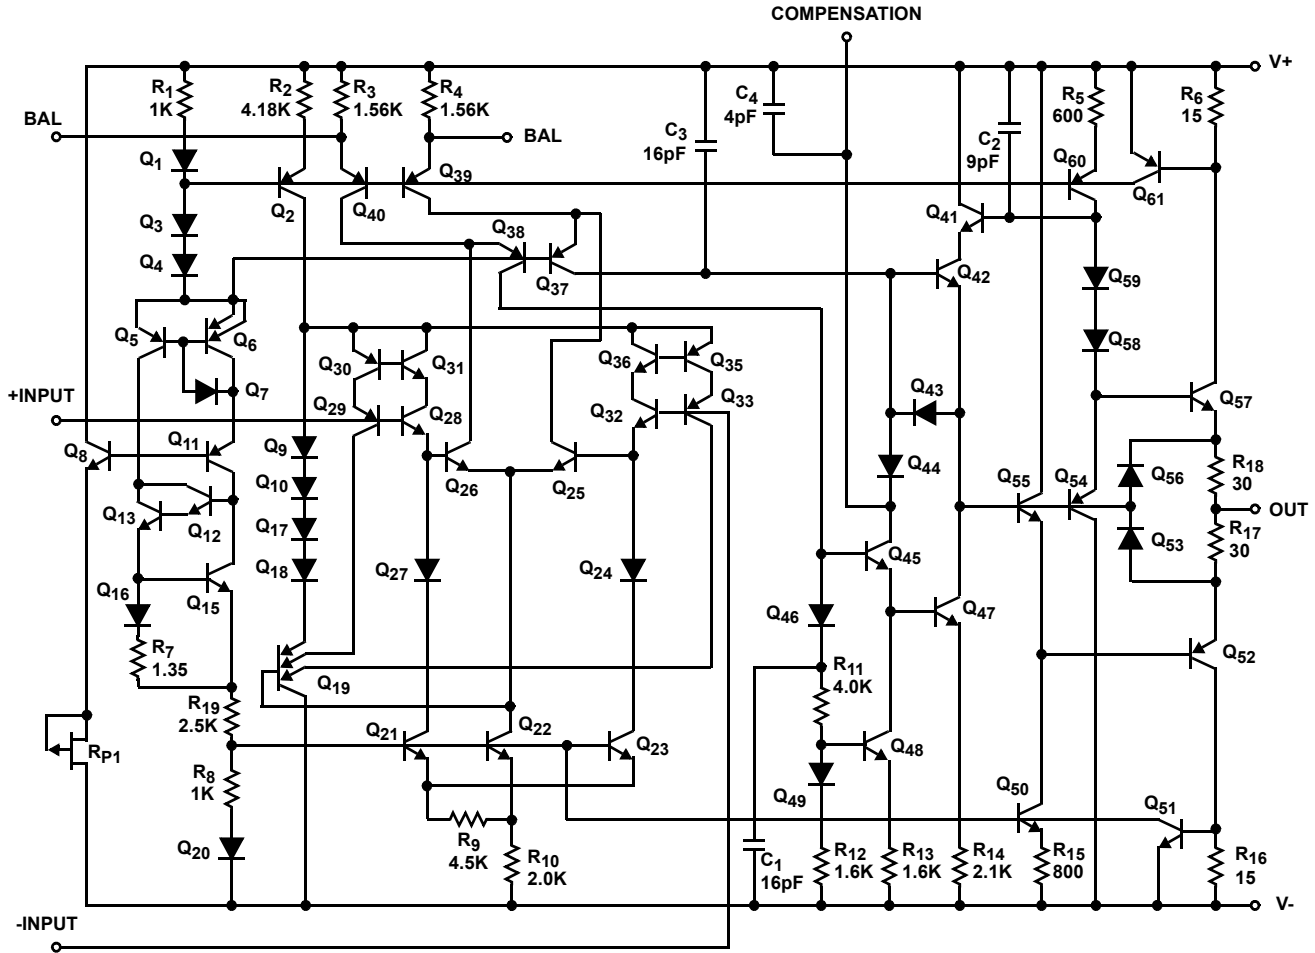 COMPENSATION
V+
R1
1K
R2
4.18K
R3
1.56K
R4
1.56K
C4
4pF
C3
16pF
C2
9pF
R5
600
R6
15
BAL
BAL
Q1
Q2
Q40
Q39
Q60
Q61
Q3
Q4
Q38
Q37
Q41
Q42
Q59
Q58
Q5
Q6
Q7
Q30
Q31
Q36
Q35
Q43
Q57
+INPUT
Q29
Q28
Q32
Q33
Q8
Q11
Q9
Q26
Q25
Q44
Q55
Q54
Q56
R18
30
Q10
Q13
Q12
Q17
OUT
Q53
R17
30
Q18
Q27
Q24
Q45
Q16
Q15
Q46
Q47
R7
1.35
Q19
R11
4.0K
Q52
R19
2.5K
Q21
Q22
Q23
Q48
RP1
R8
1K
Q49
Q50
Q51
Q20
R9
4.5K
R10
2.0K
C1
16pF
R12
1.6K
R13
1.6K
R14
2.1K
R15
800
R16
15
V-
-INPUT